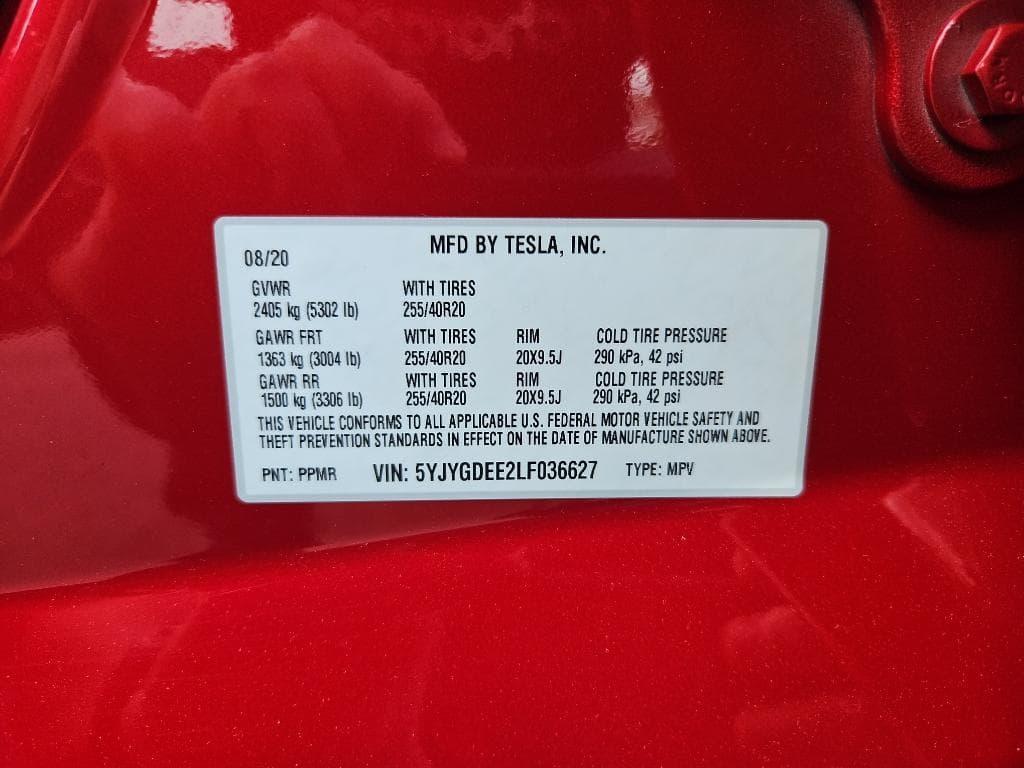 MFD BY TESLA, INC.
08/20
GVWR WITH TIRES
2405 kg (5302 lb) 255/40R20
GAWR FRT WITH TIRES RIM COLD TIRE PRESSURE
1363 kg (3004 lb) 255/40R20 20X9.5J 290 kPa, 42 psi
GAWR RR WITH TIRES RIM COLD TIRE PRESSURE
1500 kg (3306 lb) 255/40R20 20X9.5J 290 kPa, 42 psi
THIS VEHICLE CONFORMS TO ALL APPLICABLE U.S. FEDERAL MOTOR VEHICLE SAFETY AND
THEFT PREVENTION STANDARDS IN EFFECT ON THE DATE OF MANUFACTURE SHOWN ABOVE.
PNT: PPMR VIN: 5YJYGDEE2LF036627 TYPE: MPV